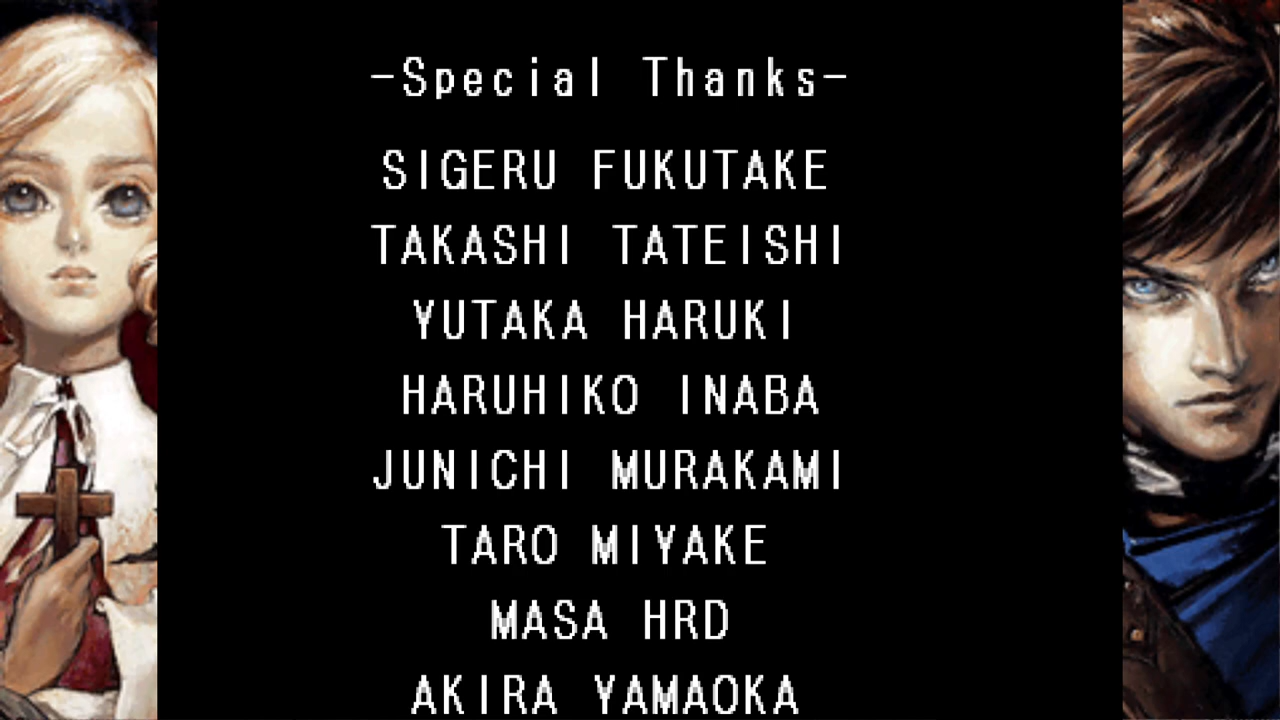 -Special Thanks-
SIGERU FUKUTAKE
TAKASHI TATEISHI
YUTAKA HARUKI
HARUHIKO INABA
JUNICHI MURAKAMI
TARO MIYAKE
MASA HRD
AKIRA YAMAOKA